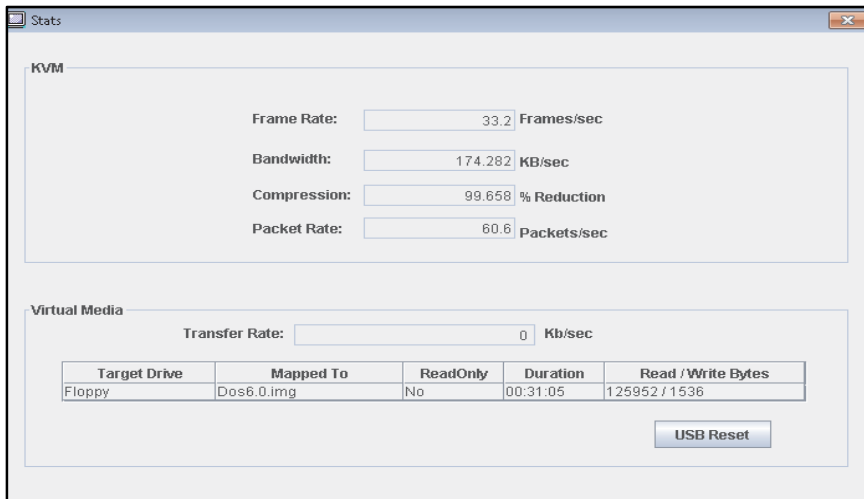 Stats
KVM
Frame Rate: 33.2 Frames/sec
Bandwidth: 174.282 KB/sec
Compression: 99.658 % Reduction
Packet Rate: 60.6 Packets/sec
Virtual Media
Transfer Rate: 0 Kb/sec
Target Drive Mapped To ReadOnly Duration Read / Write Bytes
Floppy Dos6.0.img No 00:31:05 125952 / 1536
USB Reset